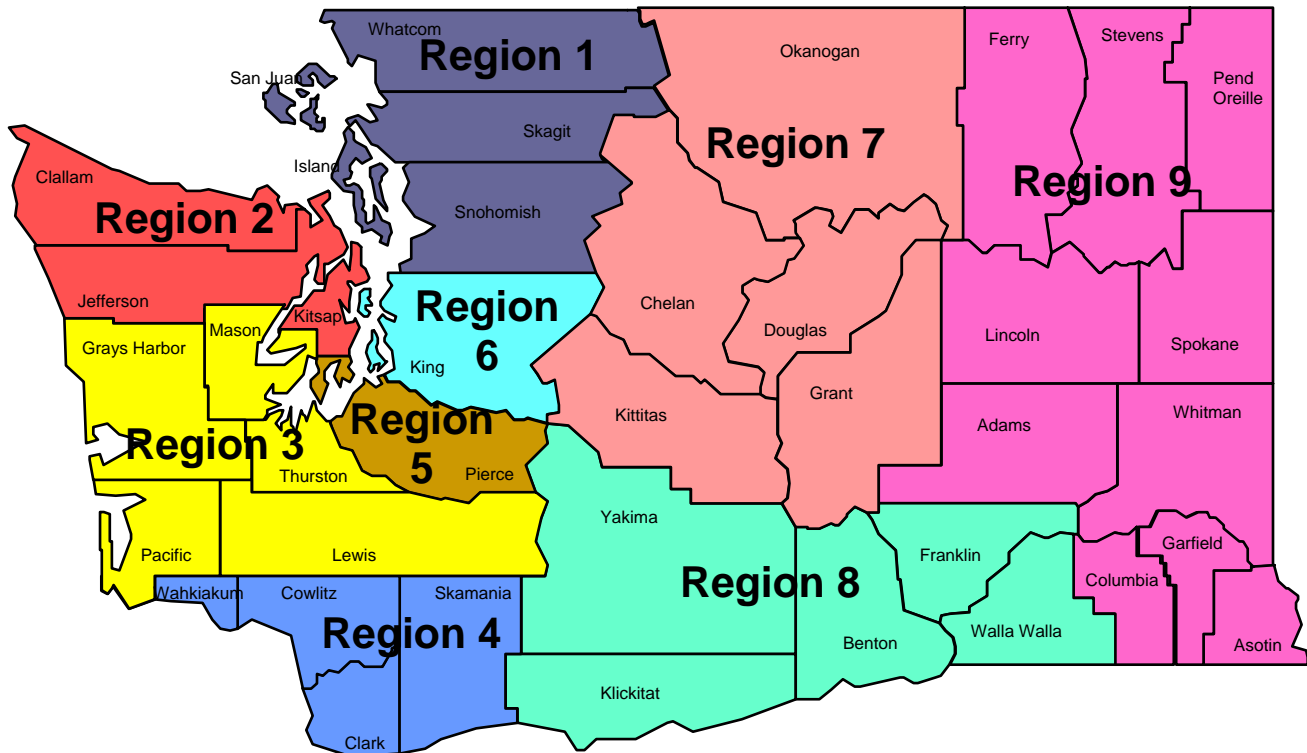 Whatcom
Region 1
San Juan
Skagit
Island
Snohomish
Okanogan
Region 7
Ferry
Stevens
Pend
Oreille
Region 9
Clallam
Region 2
Jefferson
Kitsap
Mason
Grays Harbor
Region 3
Thurston
Pacific
Lewis
Region
6
King
Region
5
Pierce
Chelan
Douglas
Kittitas
Grant
Lincoln
Spokane
Adams
Whitman
Yakima
Region 8
Franklin
Benton
Walla Walla
Klickitat
Columbia
Garfield
Asotin
Wahkiakum
Cowlitz
Skamania
Region 4
Clark